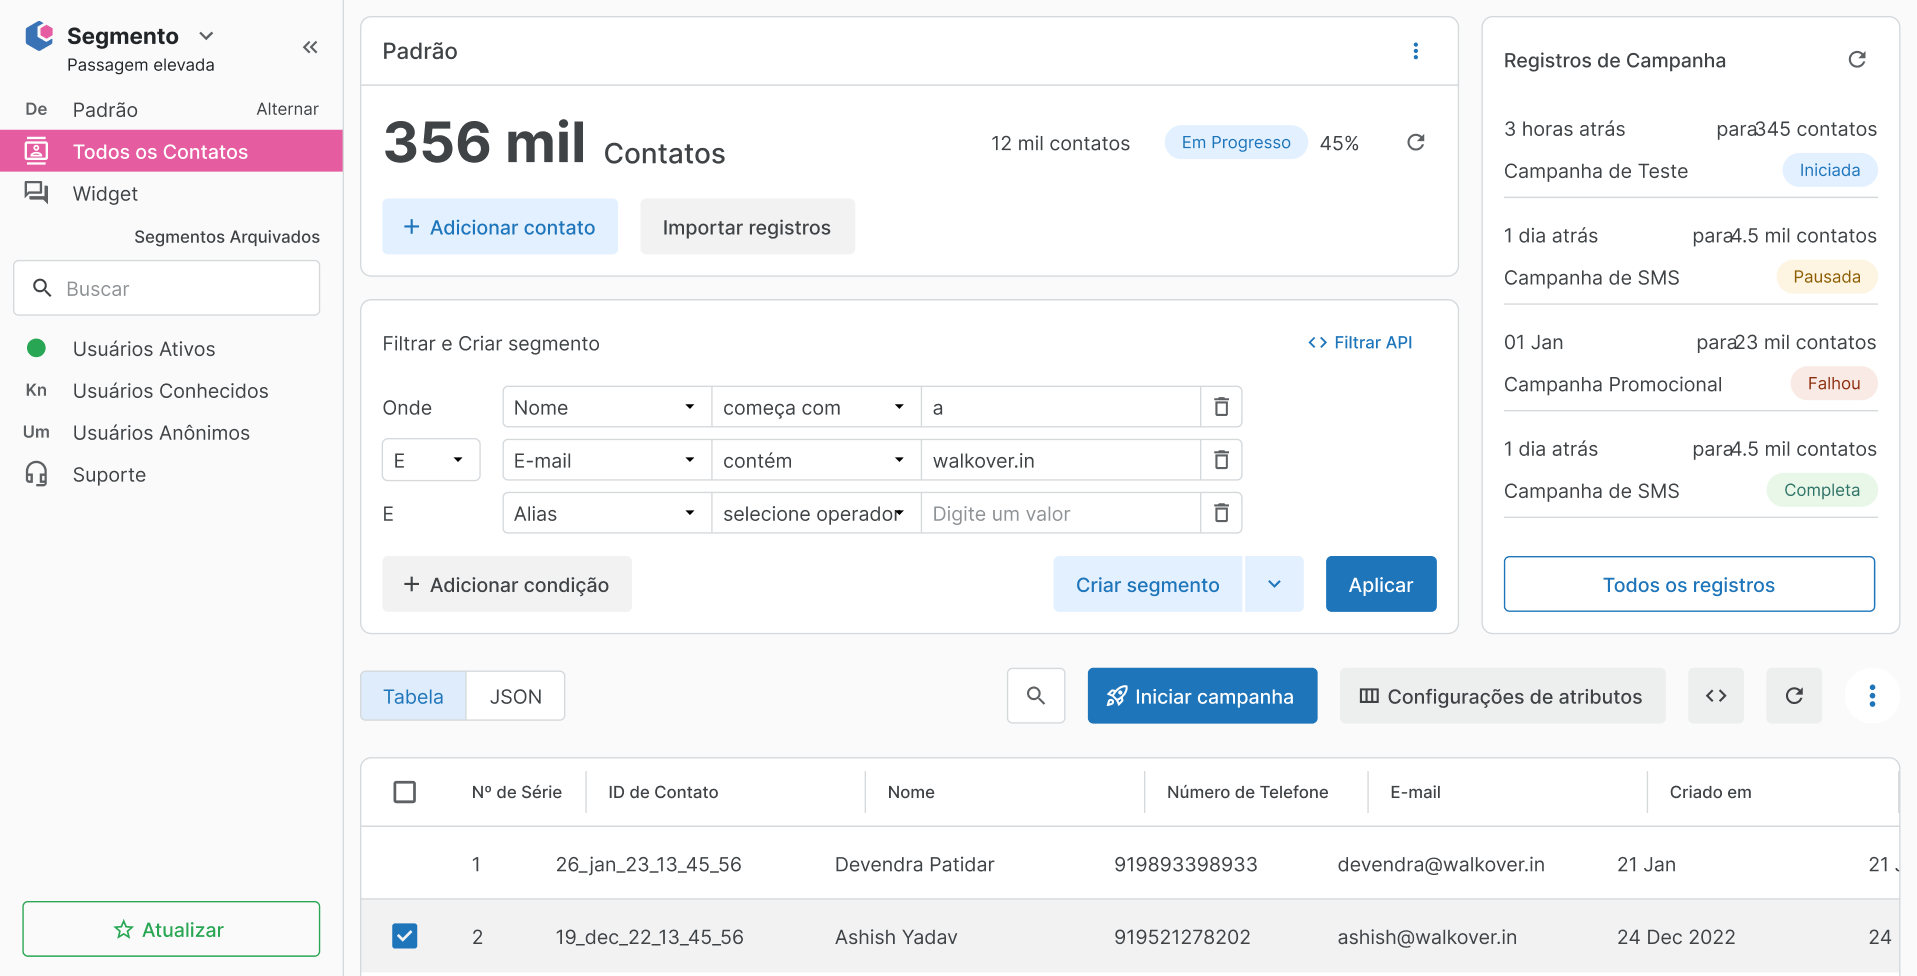 Segmento
Passagem elevada
De Padrão Alternar
Todos os Contatos
Widget
Segmentos Arquivados
Buscar
Usuários Ativos
Kn Usuários Conhecidos
Um Usuários Anônimos
Suporte
Atualizar
Padrão
356 mil Contatos
12 mil contatos Em Progresso 45%
+ Adicionar contato Importar registros
Filtrar e Criar segmento <> Filtrar API
Onde Nome começa com a
E E-mail contém walkover.in
E Alias selecione operador Digite um valor
+ Adicionar condição Criar segmento Aplicar
Registros de Campanha
3 horas atrás para345 contatos
Campanha de Teste Iniciada
1 dia atrás para4.5 mil contatos
Campanha de SMS Pausada
01 Jan para23 mil contatos
Campanha Promocional Falhou
1 dia atrás para4.5 mil contatos
Campanha de SMS Completa
Todos os registros
Tabela JSON Iniciar campanha Configurações de atributos <>
Nº de Série ID de Contato Nome Número de Telefone E-mail Criado em
1 26_jan_23_13_45_56 Devendra Patidar 919893398933 devendra@walkover.in 21 Jan 21
2 19_dec_22_13_45_56 Ashish Yadav 919521278202 ashish@walkover.in 24 Dec 2022 24